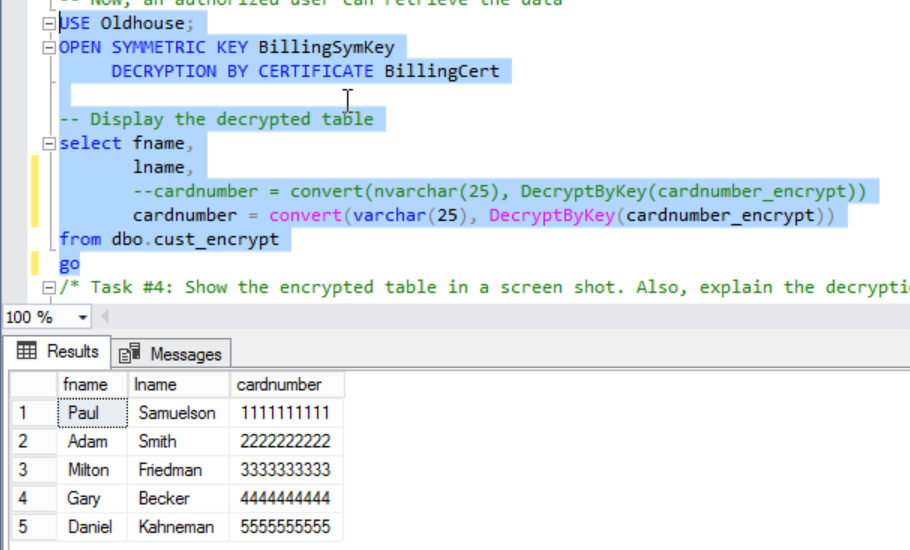 -- Now, an authorized user can retrieve the data
USE Oldhouse;
OPEN SYMMETRIC KEY BillingSymKey
DECRYPTION BY CERTIFICATE BillingCert
-- Display the decrypted table
select fname,
lname,
--cardnumber = convert(nvarchar(25), DecryptByKey(cardnumber_encrypt))
cardnumber = convert(varchar(25), DecryptByKey(cardnumber_encrypt))
from dbo.cust_encrypt
go
/* Task #4: Show the encrypted table in a screen shot. Also, explain the decrypti
100 %
Results Messages
fname lname cardnumber
1 Paul Samuelson 1111111111
2 Adam Smith 2222222222
3 Milton Friedman 3333333333
4 Gary Becker 4444444444
5 Daniel Kahneman 5555555555